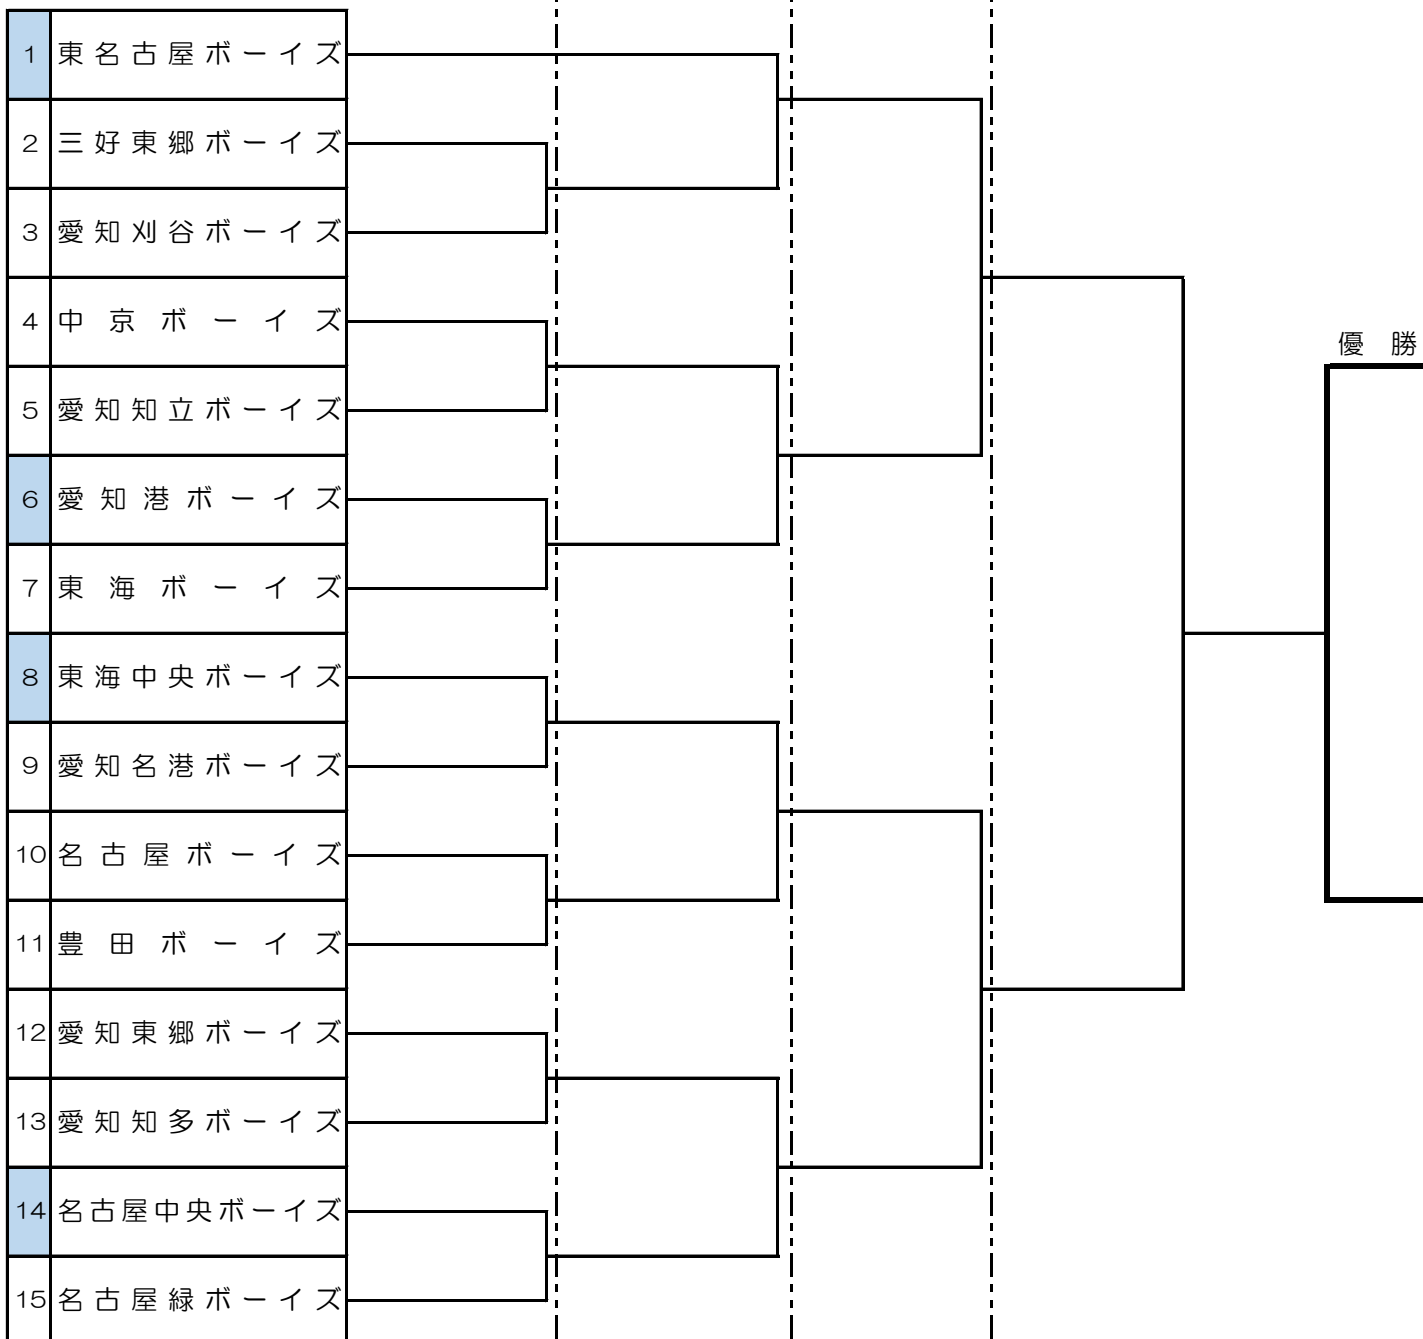 1 東名古屋ボーイズ
2 三好東郷ボーイズ
3 愛知刈谷ボーイズ
4 中京ボーイズ
優勝
5 愛知知立ボーイズ
6 愛知港ボーイズ
7 東海ボーイズ
8 東海中央ボーイズ
9 愛知名港ボーイズ
10 名古屋ボーイズ
11 豊田ボーイズ
12 愛知東郷ボーイズ
13 愛知知多ボーイズ
14 名古屋中央ボーイズ
15 名古屋緑ボーイズ